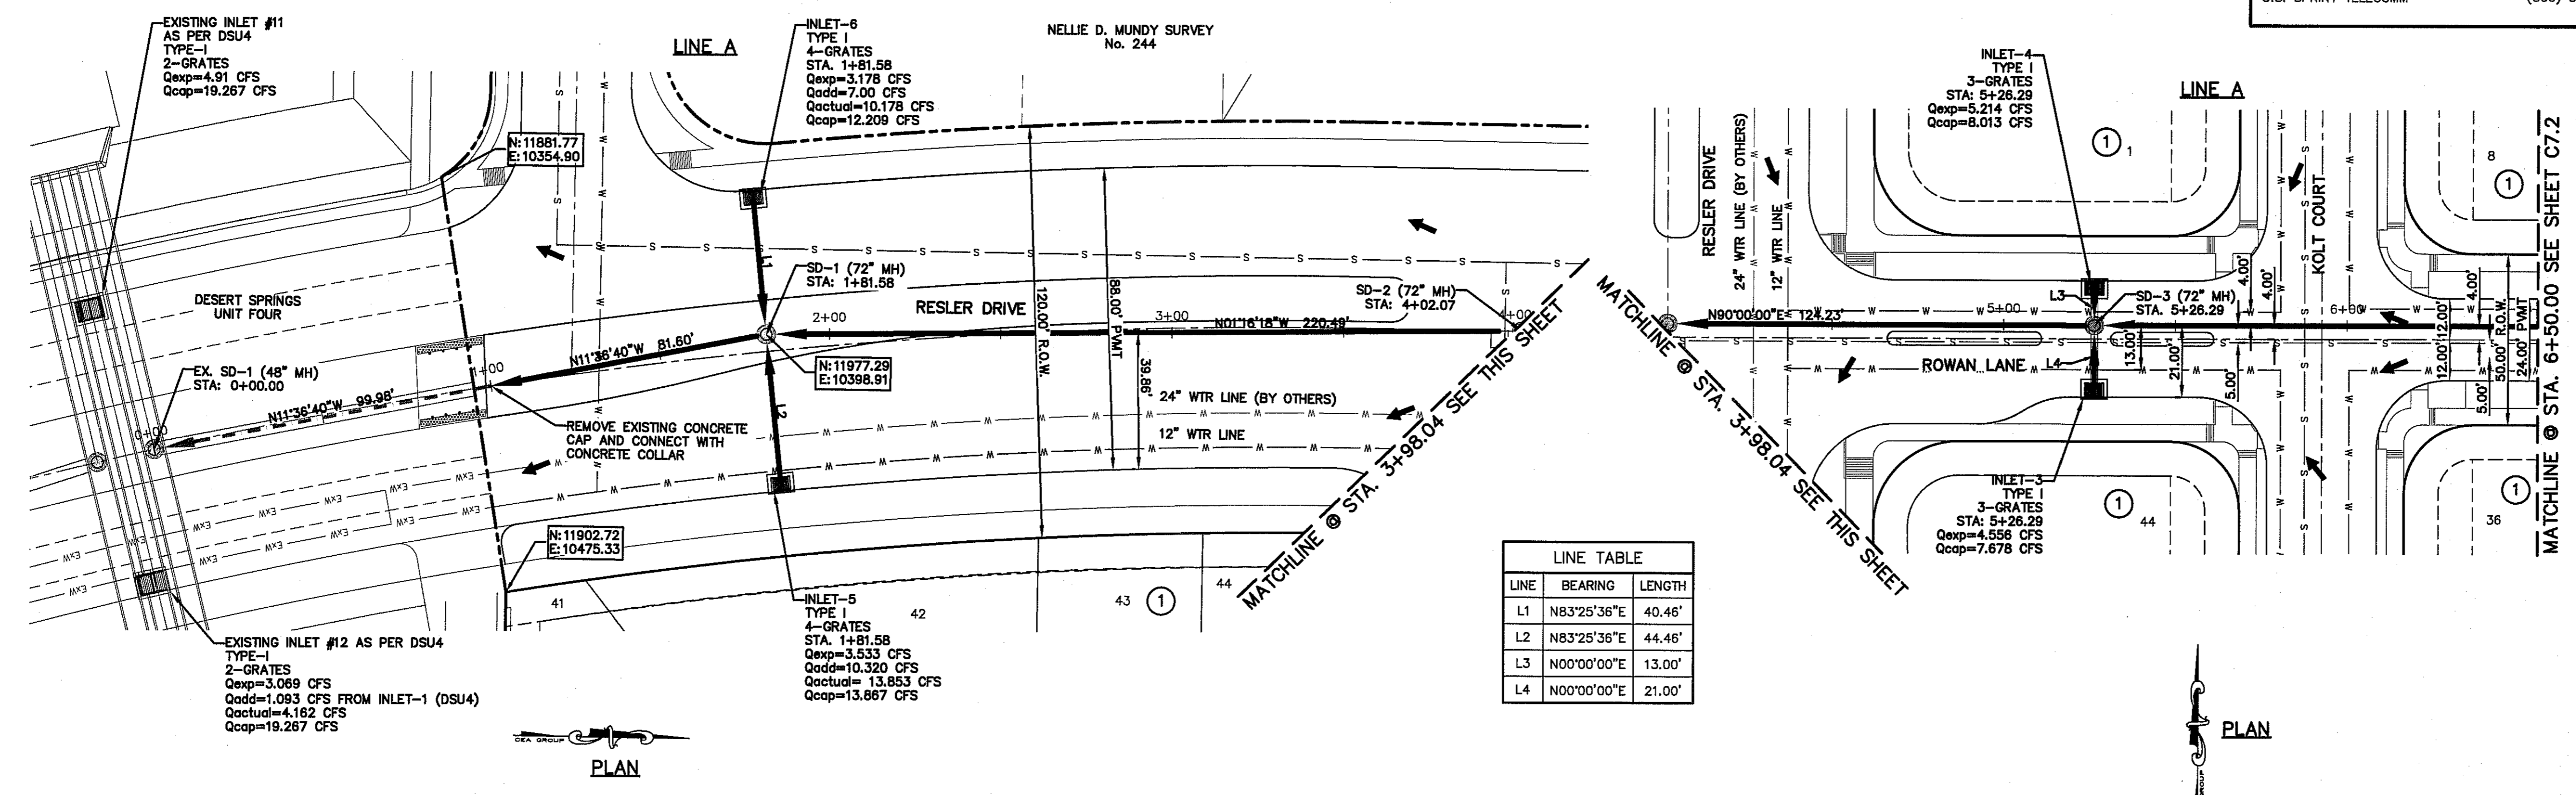 EXISTING INLET #11
AS PER DSU4
TYPE-I
2-GRATES
Qexp=4.91 CFS
Qcap=19.267 CFS
LINE A
INLET-6
TYPE I
4-GRATES
STA. 1+81.58
Qexp=3.178 CFS
Qadd=7.00 CFS
Qactual=10.178 CFS
Qcap=12.209 CFS
NELLIE D. MUNDY SURVEY
No. 244
N:11881.77
E:10354.90
DESERT SPRINGS
UNIT FOUR
EX. SD-1 (48" MH)
STA: 0+00.00
0+00
N11°36'40"W 99.98'
1+00
N11°36'40"W 81.60'
REMOVE EXISTING CONCRETE
CAP AND CONNECT WITH
CONCRETE COLLAR
L1
SD-1 (72" MH)
STA: 1+81.58
L2
2+00
RESLER DRIVE
N:11977.29
E:10398.91
120.00' R.O.W.
88.00' PVMT
39.86'
3+00
N01°16'18"W 220.49'
SD-2 (72" MH)
STA: 4+02.07
4+00
24" WTR LINE (BY OTHERS)
12" WTR LINE
MATCHLINE @ STA. 3+98.04 SEE THIS SHEET
N:11902.72
E:10475.33
41
42
43
1
44
EXISTING INLET #12 AS PER DSU4
TYPE-I
2-GRATES
Qexp=3.069 CFS
Qadd=1.093 CFS FROM INLET-1 (DSU4)
Qactual=4.162 CFS
Qcap=19.267 CFS
INLET-5
TYPE I
4-GRATES
STA. 1+81.58
Qexp=3.533 CFS
Qadd=10.320 CFS
Qactual= 13.853 CFS
Qcap=13.867 CFS
CEA GROUP
PLAN
LINE TABLE
LINE BEARING LENGTH
L1 N83°25'36"E 40.46'
L2 N83°25'36"E 44.46'
L3 N00°00'00"E 13.00'
L4 N00°00'00"E 21.00'
INLET-4
TYPE I
3-GRATES
STA: 5+26.29
Qexp=5.214 CFS
Qcap=8.013 CFS
LINE A
RESLER DRIVE
24" WTR LINE (BY OTHERS)
12" WTR LINE
1
1
8
1
KOLT COURT
MATCHLINE @ STA. 3+98.04 SEE THIS SHEET
N90°00'00"E 124.23'
5+00
L3
SD-3 (72" MH)
STA. 5+26.29
4.00'
4.00'
6+00
ROWAN LANE
L4
13.00'
21.00'
5.00'
12.00'
12.00'
4.00'
5.00'
50.00' R.O.W.
24.00' PVMT
INLET-3
TYPE I
3-GRATES
STA: 5+26.29
Qexp=4.556 CFS
Qcap=7.678 CFS
1
44
1
36
MATCHLINE @ STA. 6+50.00 SEE SHEET C7.2
PLAN